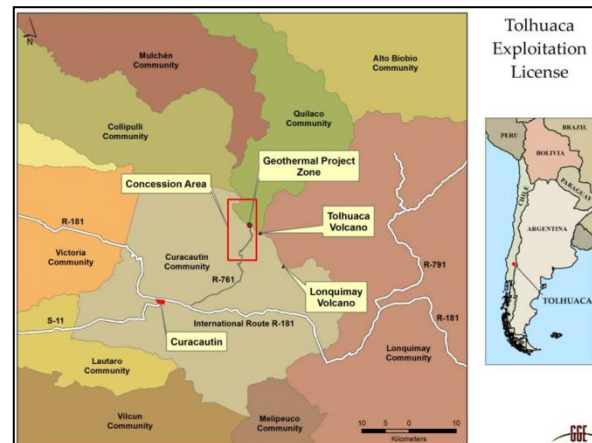 Tolhuaca
Exploitation
License
N
Mulchén
Community
Alto Biobio
Community
Quilaco
Community
Collipulli
Community
Geothermal Project
Zone
Concession Area
R-181
Tolhuaca
Volcano
Victoria
Community
Curacautin
Community
R-761
R-791
Lonquimay
Volcano
S-11
International Route R-181
R-181
Curacautin
Lautaro
Community
Lonquimay
Community
Vilcun
Community
Melipeuco
Community
10 5 0 10
Kilometers
PERU
BRAZIL
BOLIVIA
PARAGUAY
CHILE
ARGENTINA
TOLHUACA
GGE